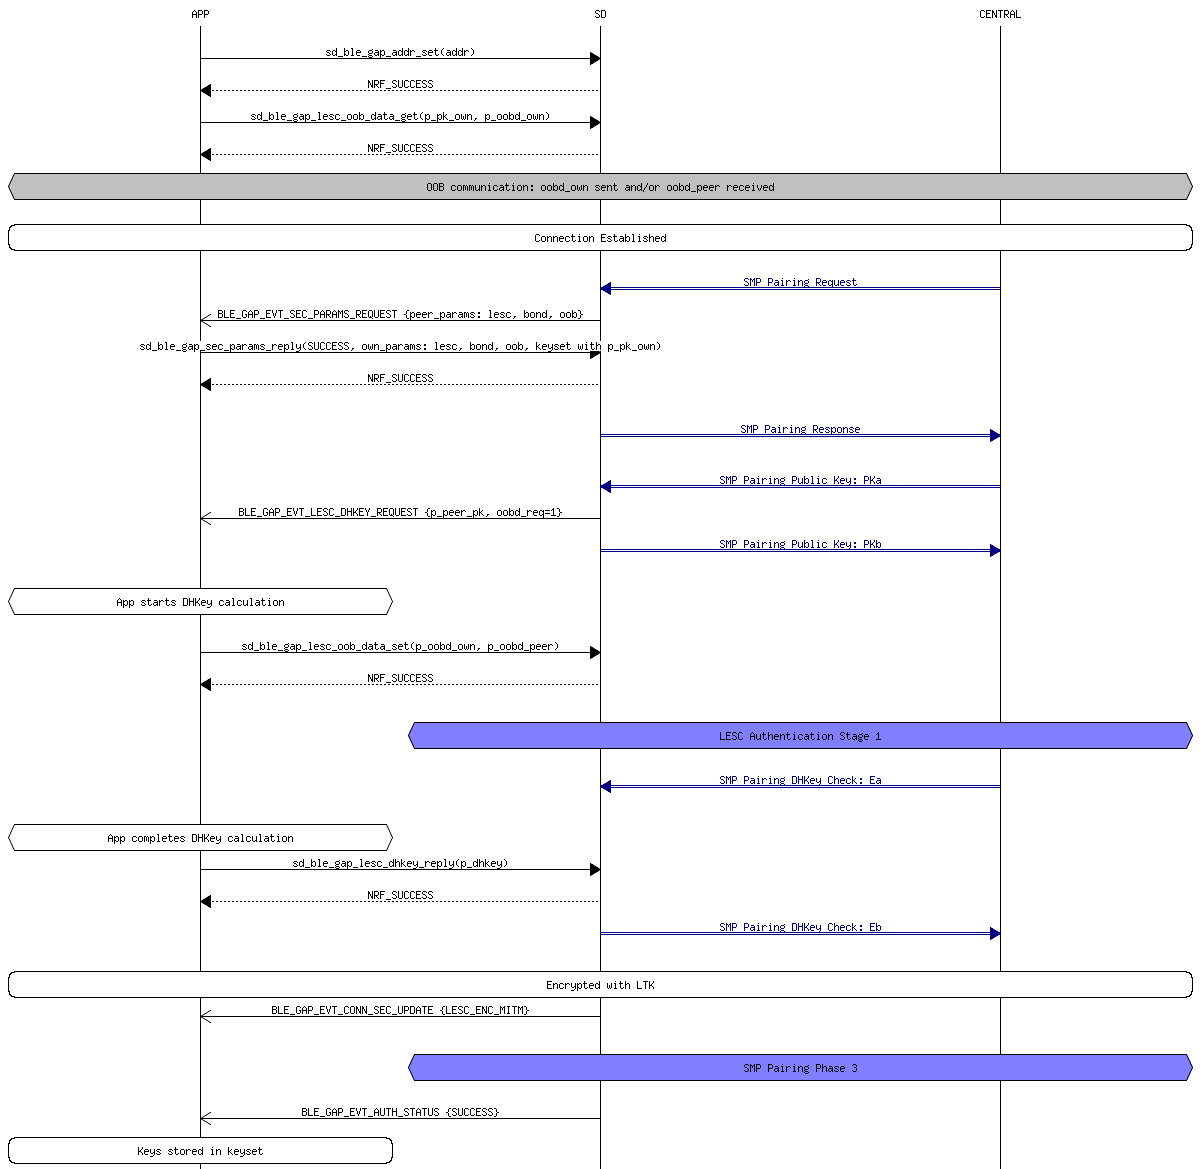 APP SD CENTRAL
sd_ble_gap_addr_set(addr)
NRF_SUCCESS
sd_ble_gap_lesc_oob_data_get(p_pk_own, p_oobd_own)
NRF_SUCCESS
OOB communication: oobd_own sent and/or oobd_peer received
Connection Established
SMP Pairing Request
BLE_GAP_EVT_SEC_PARAMS_REQUEST {peer_params: lesc, bond, oob}
sd_ble_gap_sec_params_reply(SUCCESS, own_params: lesc, bond, oob, keyset with p_pk_own)
NRF_SUCCESS
SMP Pairing Response
SMP Pairing Public Key: PKa
BLE_GAP_EVT_LESC_DHKEY_REQUEST {p_peer_pk, oobd_req=1}
SMP Pairing Public Key: PKb
App starts DHKey calculation
sd_ble_gap_lesc_oob_data_set(p_oobd_own, p_oobd_peer)
NRF_SUCCESS
LESC Authentication Stage 1
SMP Pairing DHKey Check: Ea
App completes DHKey calculation
sd_ble_gap_lesc_dhkey_reply(p_dhkey)
NRF_SUCCESS
SMP Pairing DHKey Check: Eb
Encrypted with LTK
BLE_GAP_EVT_CONN_SEC_UPDATE {LESC_ENC_MITM}
SMP Pairing Phase 3
BLE_GAP_EVT_AUTH_STATUS {SUCCESS}
Keys stored in keyset